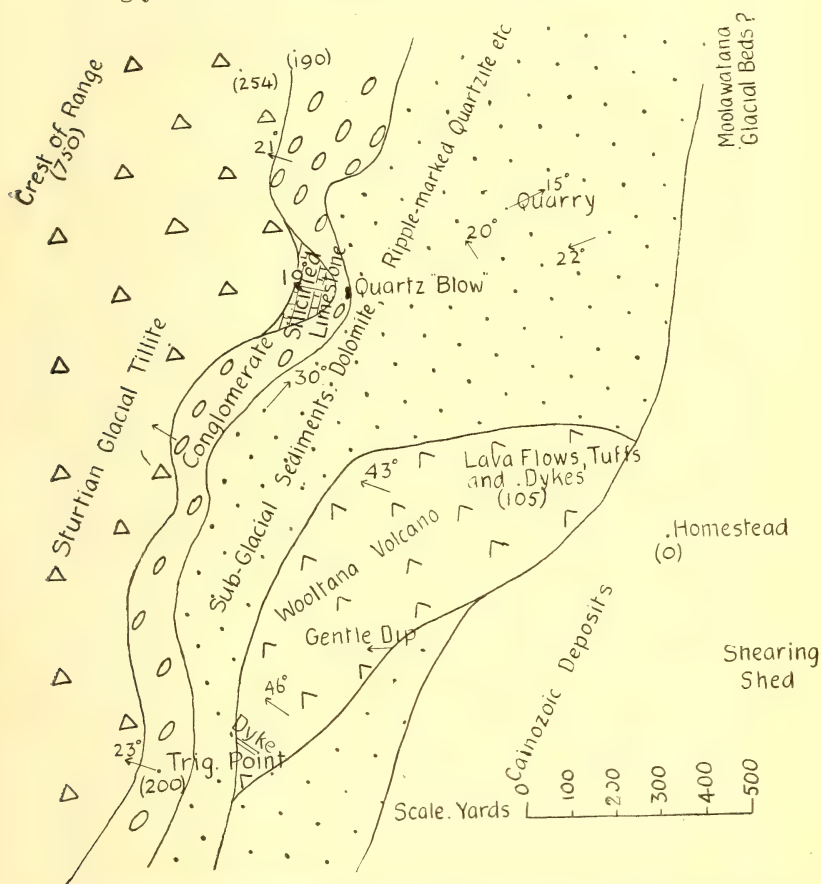 (190)
(254)
Crest of Range
(750)
21°
Moolawatana
Glacial Beds?
15°
Quarry
20°
22°
10°
Silicified
Limestone
Quartz "Blow"
Sub-Glacial Sediments: Dolomite, Ripple-marked Quartzite etc
Sturtian Glacial Tillite
Conglomerate
30°
43°
Lava Flows, Tuffs
and Dykes
(105)
Wooltana Volcano
Homestead
(0)
Gentle Dip
Cainozoic Deposits
Shearing
Shed
46°
Dyke
23°
Trig. Point
(200)
Scale. Yards
0 100 200 300 400 500